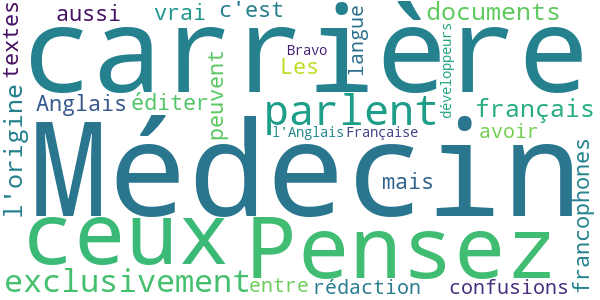 textes
aussi
vrai
c'est
langue
documents
carrière
Bravo
Les
développeurs
peuvent
Anglais
éditer
parlent
français
l'Anglais
Française
avoir
l'origine
Médecin
mais
francophones
ceux
Pensez
exclusivement
entre
rédaction
confusions